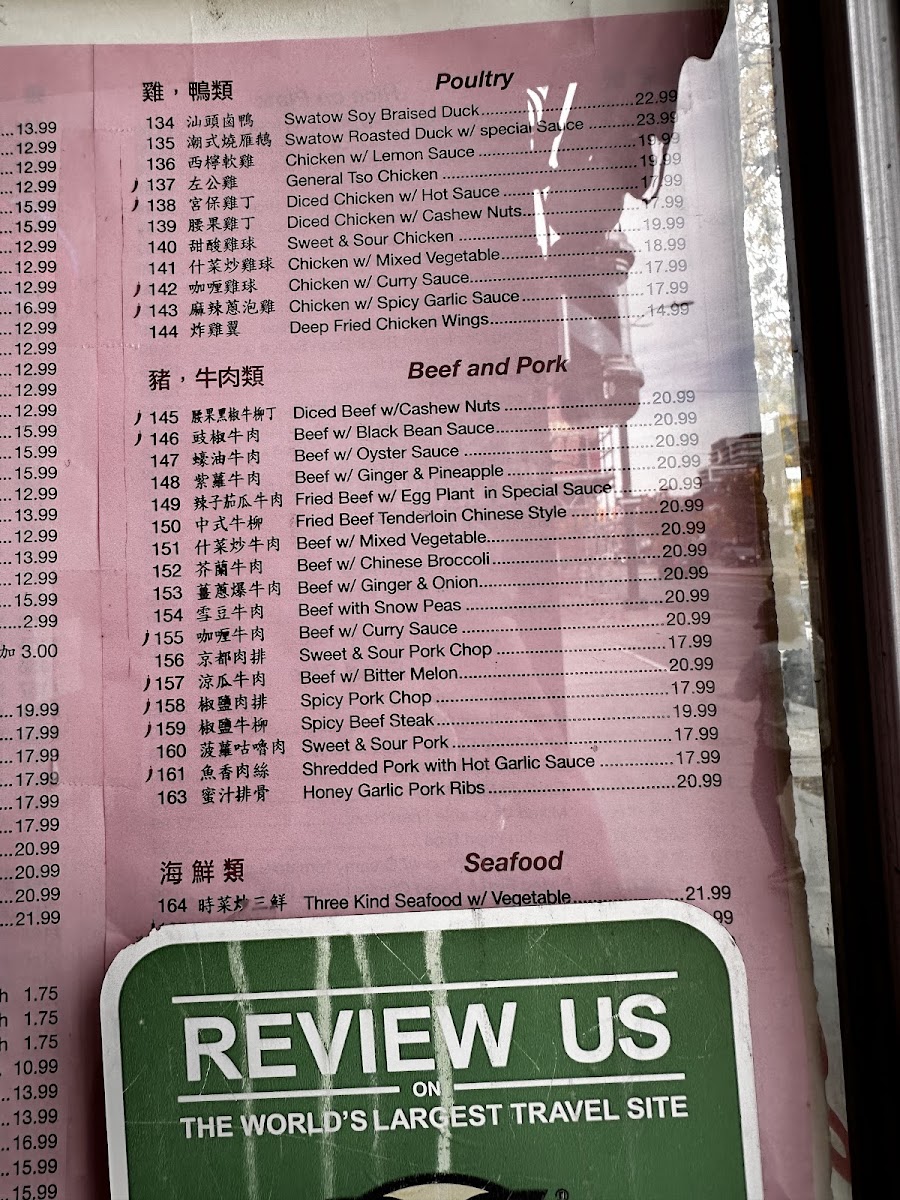 ...13.99
...12.99
...12.99
...12.99
...15.99
...15.99
...12.99
...12.99
...12.99
...16.99
...12.99
...12.99
...12.99
...12.99
...12.99
...15.99
...15.99
...15.99
...12.99
...13.99
...12.99
...13.99
...12.99
...15.99
...2.99
加 3.00
...19.99
...17.99
...17.99
...17.99
...17.99
...17.99
...20.99
...20.99
...20.99
...21.99
h 1.75
h 1.75
h 1.75
10.99
...13.99
...13.99
...16.99
...15.99
...15.99
雞，鴨類 Poultry
134 汕頭鹵鴨 Swatow Soy Braised Duck 22.99
135 潮式燒雁鵝 Swatow Roasted Duck w/ special Sauce 23.99
136 西檸軟雞 Chicken w/ Lemon Sauce 19.99
137 左公雞 General Tso Chicken 19.99
138 宮保雞丁 Diced Chicken w/ Hot Sauce 17.99
139 腰果雞丁 Diced Chicken w/ Cashew Nuts 17.99
140 甜酸雞球 Sweet & Sour Chicken 19.99
141 什菜炒雞球 Chicken w/ Mixed Vegetable 18.99
142 咖喱雞球 Chicken w/ Curry Sauce 17.99
143 麻辣蔥泡雞 Chicken w/ Spicy Garlic Sauce 17.99
144 炸雞翼 Deep Fried Chicken Wings 14.99
豬，牛肉類 Beef and Pork
145 腰果黑椒牛柳丁 Diced Beef w/Cashew Nuts 20.99
146 豉椒牛肉 Beef w/ Black Bean Sauce 20.99
147 蠔油牛肉 Beef w/ Oyster Sauce 20.99
148 紫蘿牛肉 Beef w/ Ginger & Pineapple 20.99
149 辣子茄瓜牛肉 Fried Beef w/ Egg Plant in Special Sauce 20.99
150 中式牛柳 Fried Beef Tenderloin Chinese Style 20.99
151 什菜炒牛肉 Beef w/ Mixed Vegetable 20.99
152 芥蘭牛肉 Beef w/ Chinese Broccoli 20.99
153 薑蔥爆牛肉 Beef w/ Ginger & Onion 20.99
154 雪豆牛肉 Beef with Snow Peas 20.99
155 咖喱牛肉 Beef w/ Curry Sauce 20.99
156 京都肉排 Sweet & Sour Pork Chop 17.99
157 涼瓜牛肉 Beef w/ Bitter Melon 20.99
158 椒鹽肉排 Spicy Pork Chop 17.99
159 椒鹽牛柳 Spicy Beef Steak 19.99
160 菠蘿咕嚕肉 Sweet & Sour Pork 17.99
161 魚香肉絲 Shredded Pork with Hot Garlic Sauce 17.99
163 蜜汁排骨 Honey Garlic Pork Ribs 20.99
海鮮類 Seafood
164 時菜炒三鮮 Three Kind Seafood w/ Vegetable 21.99
99
REVIEW US
ON
THE WORLD'S LARGEST TRAVEL SITE
®